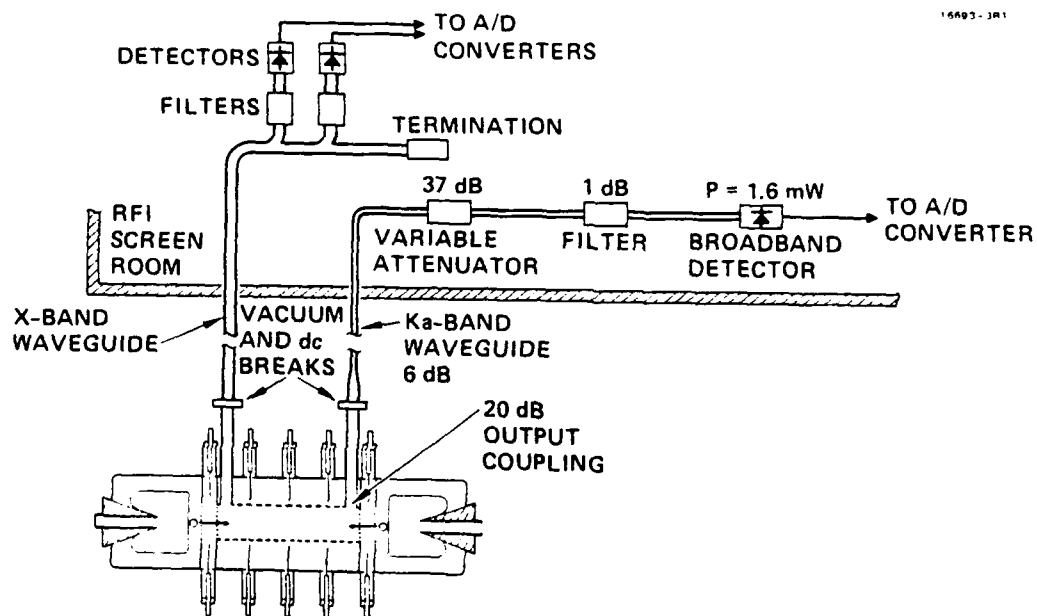 16693-3R1
TO A/D
CONVERTERS
DETECTORS
FILTERS
TERMINATION
37 dB
1 dB
P = 1.6 mW
TO A/D
CONVERTER
VARIABLE
ATTENUATOR
FILTER
BROADBAND
DETECTOR
RFI
SCREEN
ROOM
X-BAND
WAVEGUIDE
VACUUM
AND dc
BREAKS
Ka-BAND
WAVEGUIDE
6 dB
20 dB
OUTPUT
COUPLING